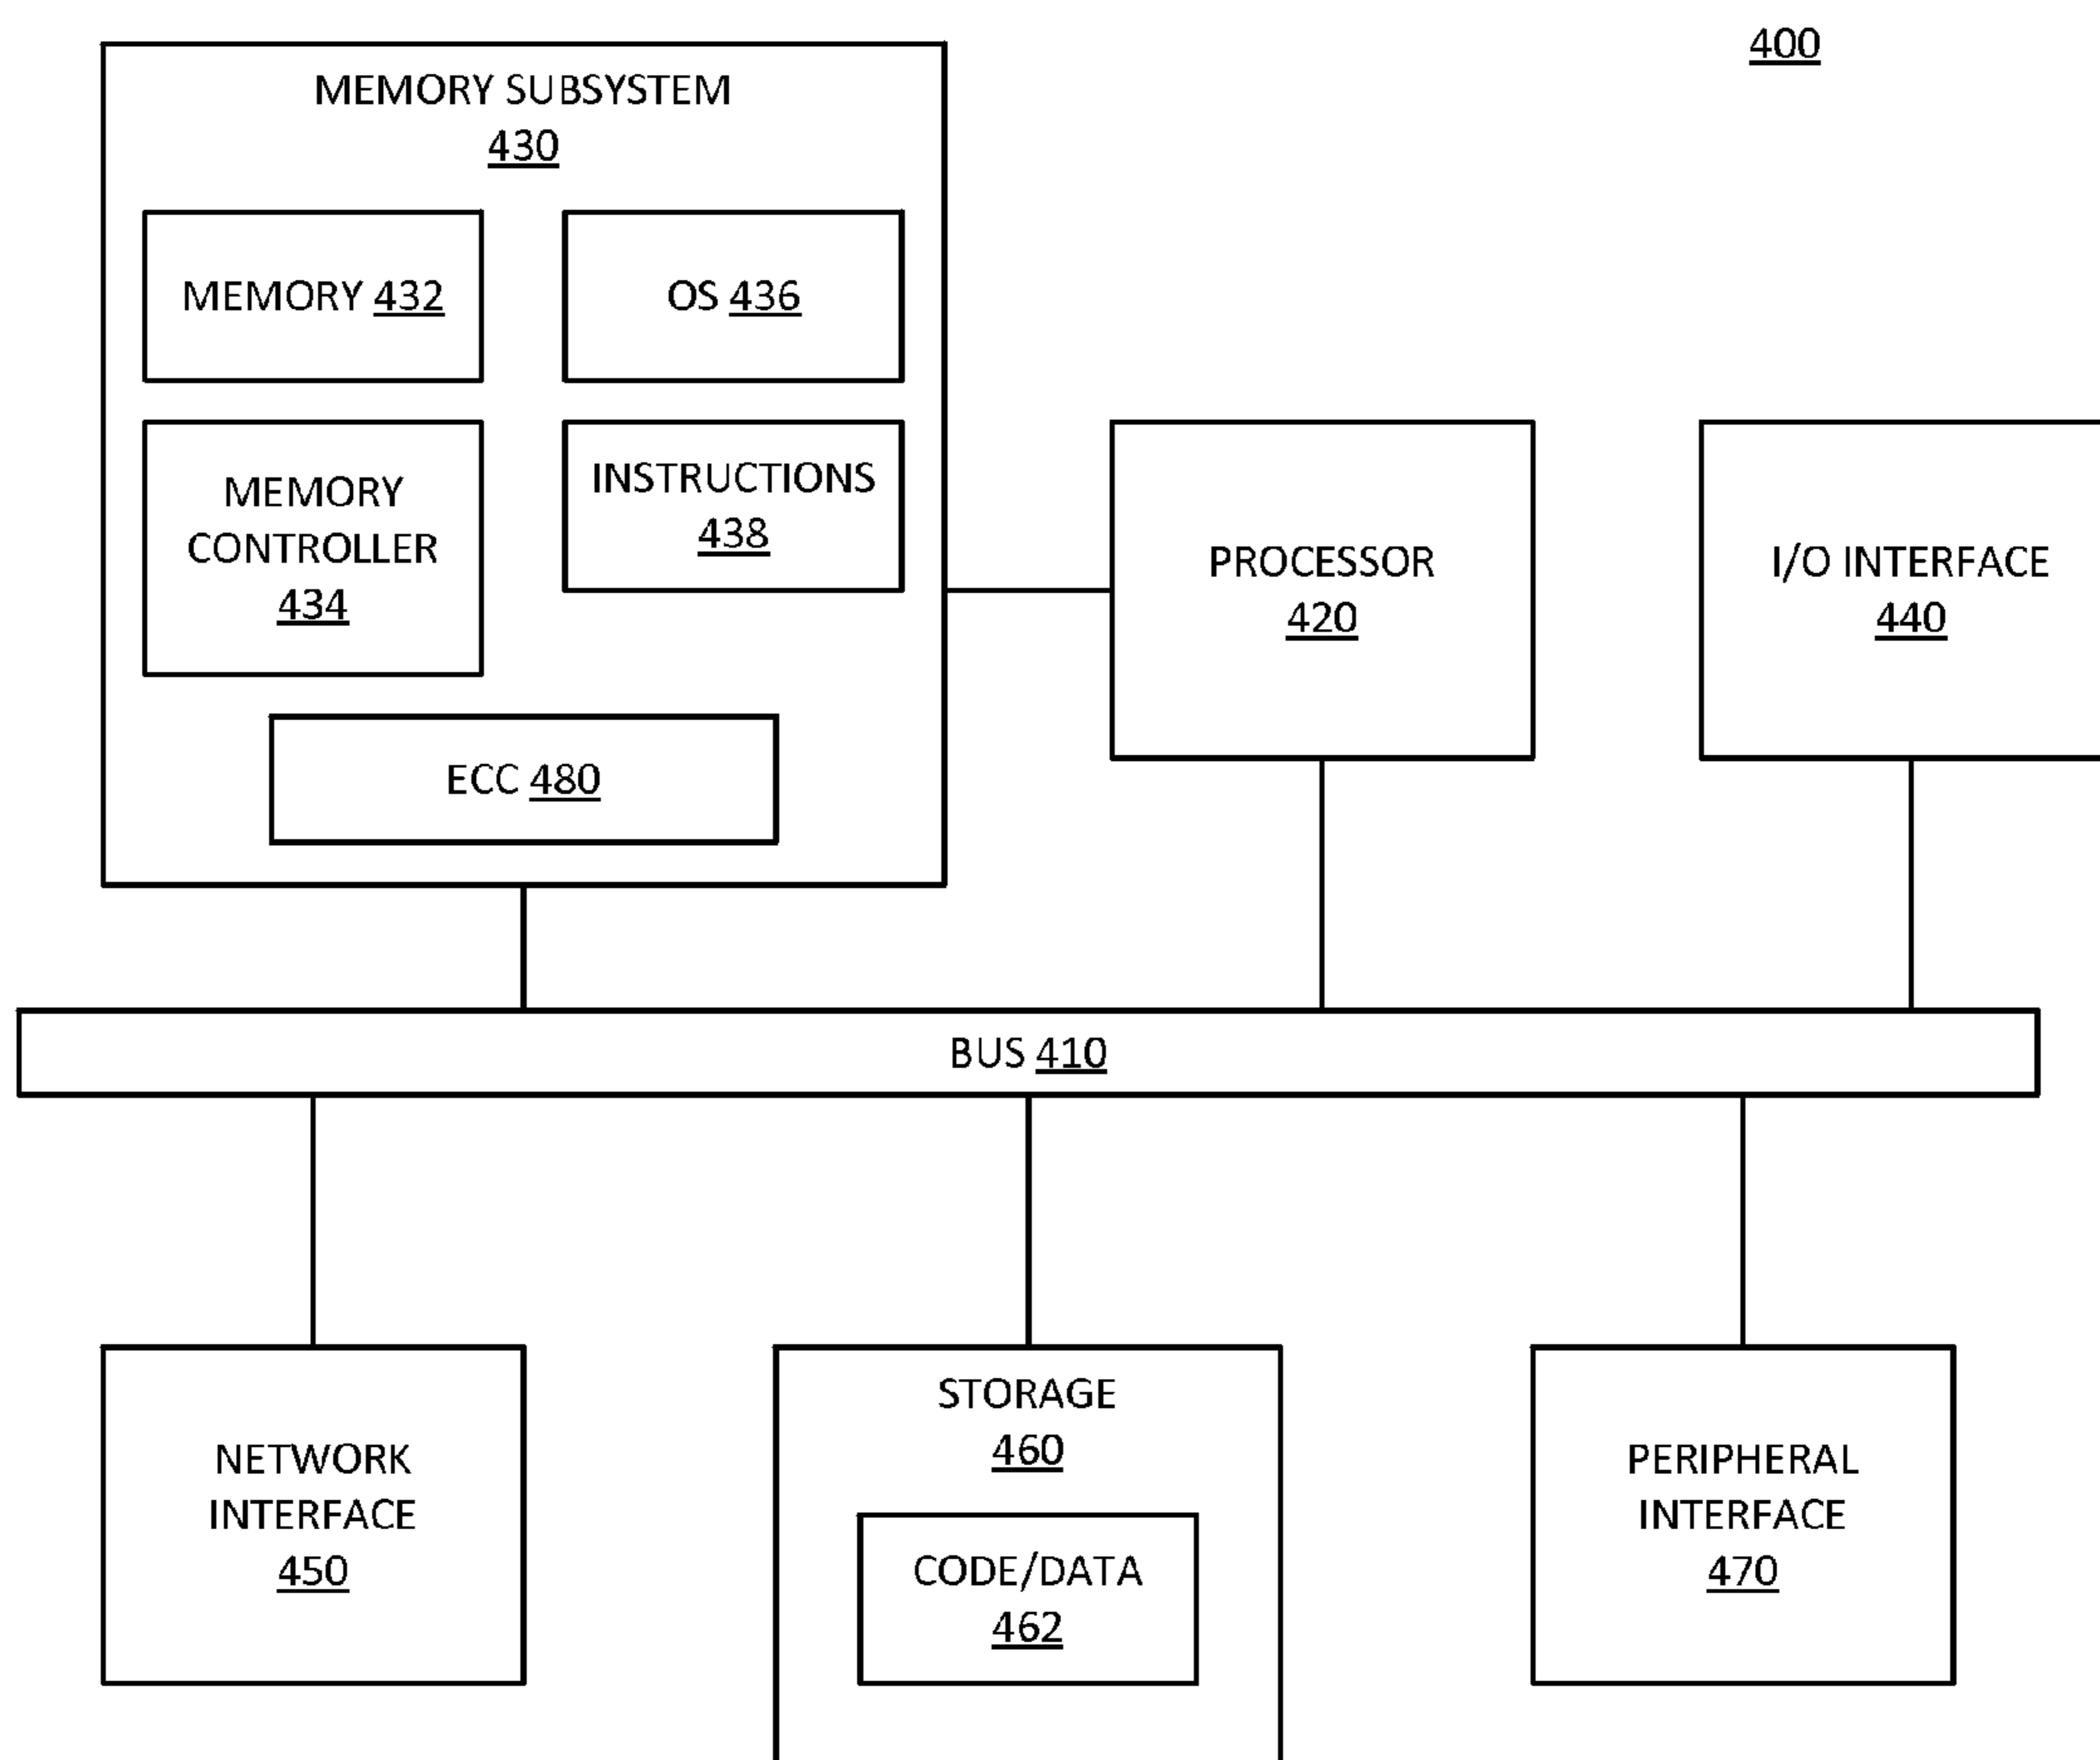 400
MEMORY SUBSYSTEM
430
MEMORY 432
OS 436
MEMORY
CONTROLLER
434
INSTRUCTIONS
438
ECC 480
PROCESSOR
420
I/O INTERFACE
440
BUS 410
NETWORK
INTERFACE
450
STORAGE
460
CODE/DATA
462
PERIPHERAL
INTERFACE
470